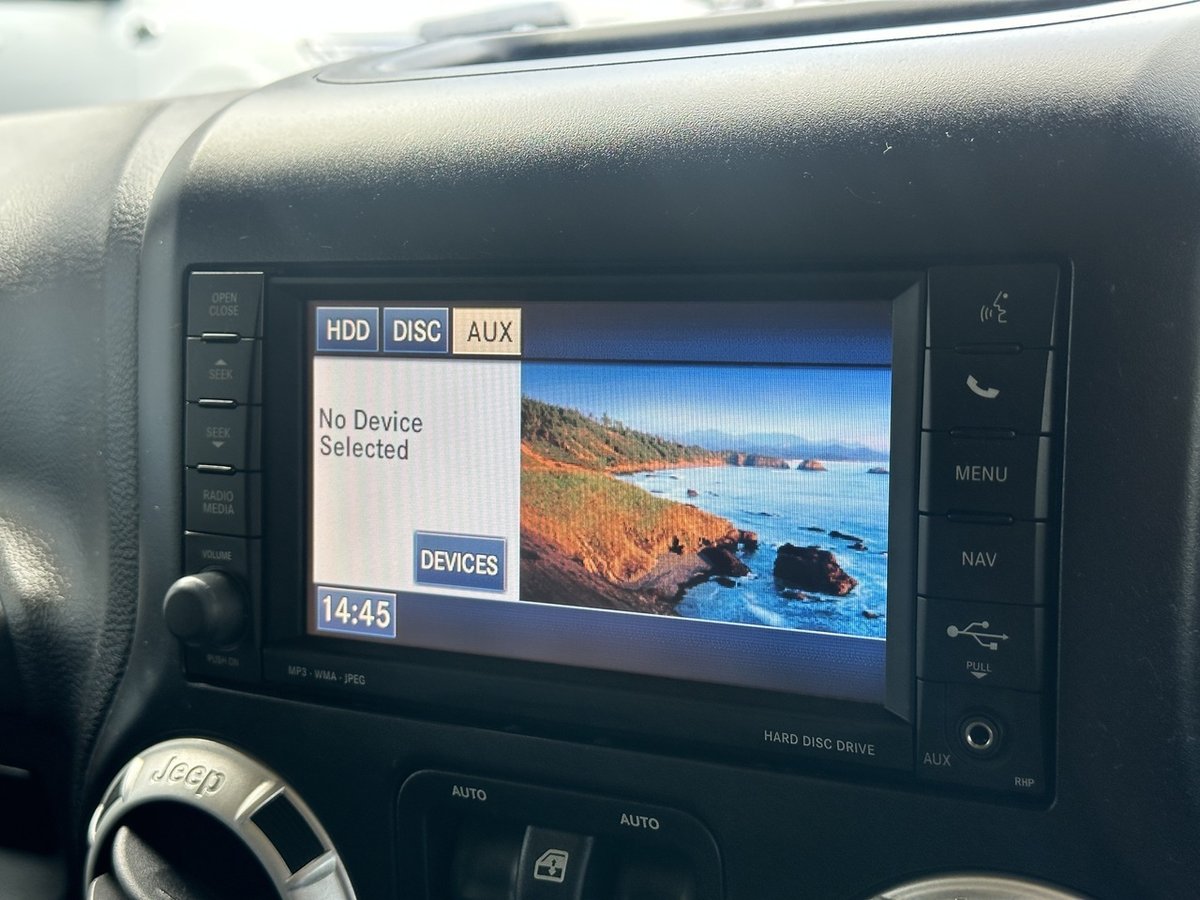 OPEN
CLOSE
SEEK
SEEK
RADIO
MEDIA
VOLUME
PUSH ON
HDD
DISC
AUX
No Device
Selected
DEVICES
14:45
MP3 - WMA - JPEG
HARD DISC DRIVE
MENU
NAV
PULL
AUX
RHP
Jeep
AUTO
AUTO